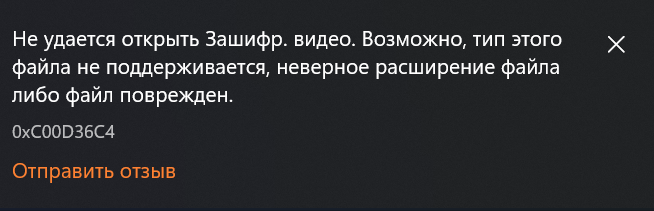 Не удается открыть Зашифр. видео. Возможно, тип этого
файла не поддерживается, неверное расширение файла
либо файл поврежден.
0xC00D36C4
Отправить отзыв